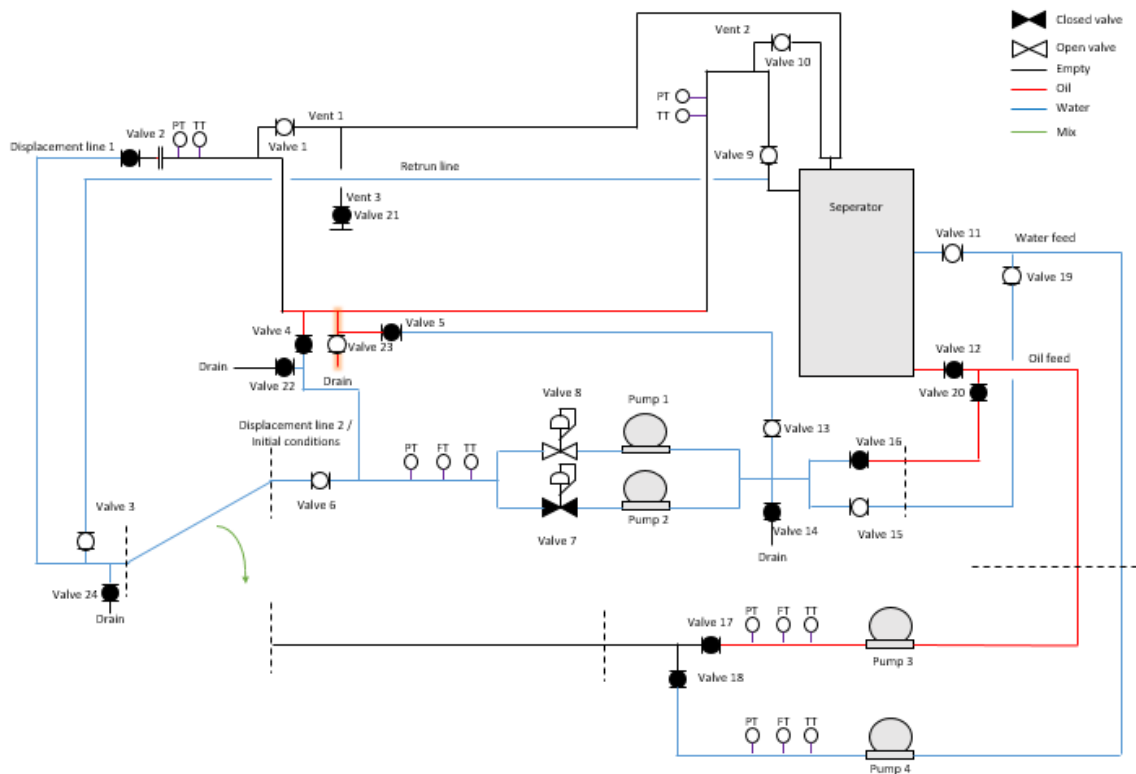 Closed valve
Vent 2
Open valve
Valve 10
Empty
Oil
PT
TT
Water
Mix
Vent 1
Valve 2
PT
TT
Displacement line 1
Valve 1
Valve 9
Retrun line
Vent 3
Valve 21
Seperator
Valve 11
Water feed
Valve 19
Valve 4
Valve 5
Valve 23
Drain
Valve 22
Drain
Valve 12
Oil feed
Valve 20
Valve 8
Pump 1
Displacement line 2 /
Initial conditions
PT
FT
TT
Valve 13
Valve 16
Valve 6
Pump 2
Valve 3
Valve 7
Valve 14
Valve 15
Drain
Valve 24
Drain
Valve 17
PT
FT
TT
Pump 3
Valve 18
PT
FT
TT
Pump 4